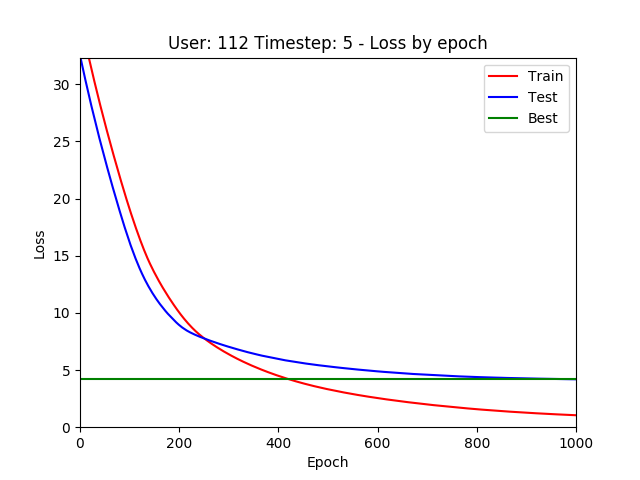 User: 112 Timestep: 5 - Loss by epoch
Train
Test
Best
Loss
30
25
20
15
10
5
0
0 200 400 600 800 1000
Epoch